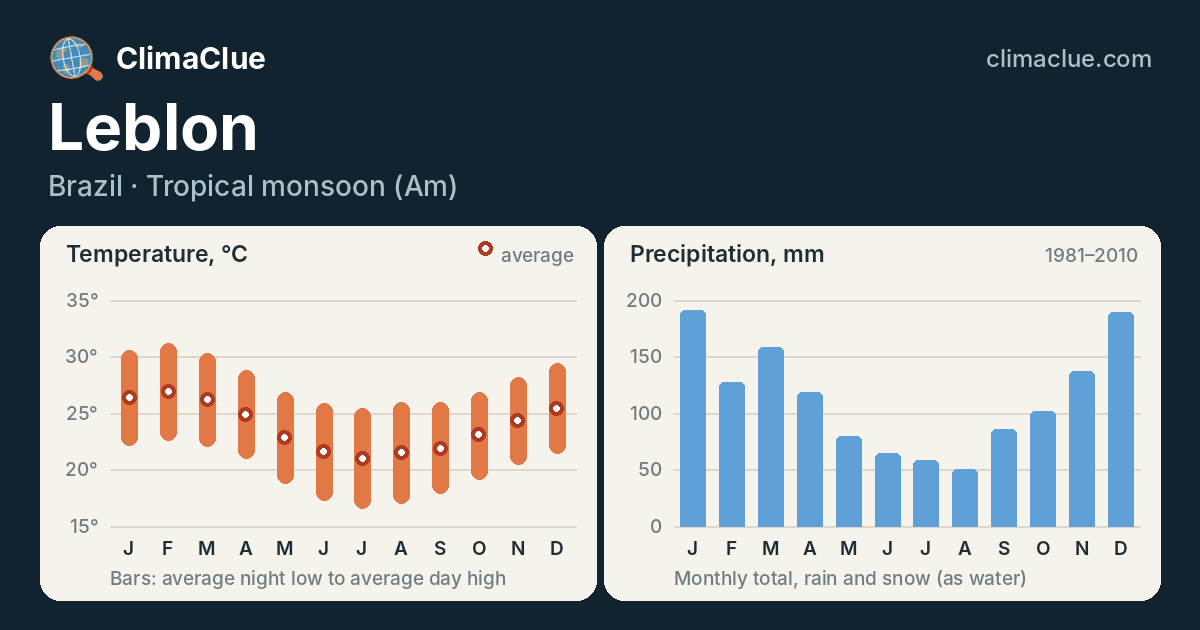 ClimaClue
climaclue.com
Leblon
Brazil · Tropical monsoon (Am)
Temperature, °C
average
35°
30°
25°
20°
15°
J F M A M J J A S O N D
Bars: average night low to average day high
Precipitation, mm
1981–2010
200
150
100
50
0
J F M A M J J A S O N D
Monthly total, rain and snow (as water)